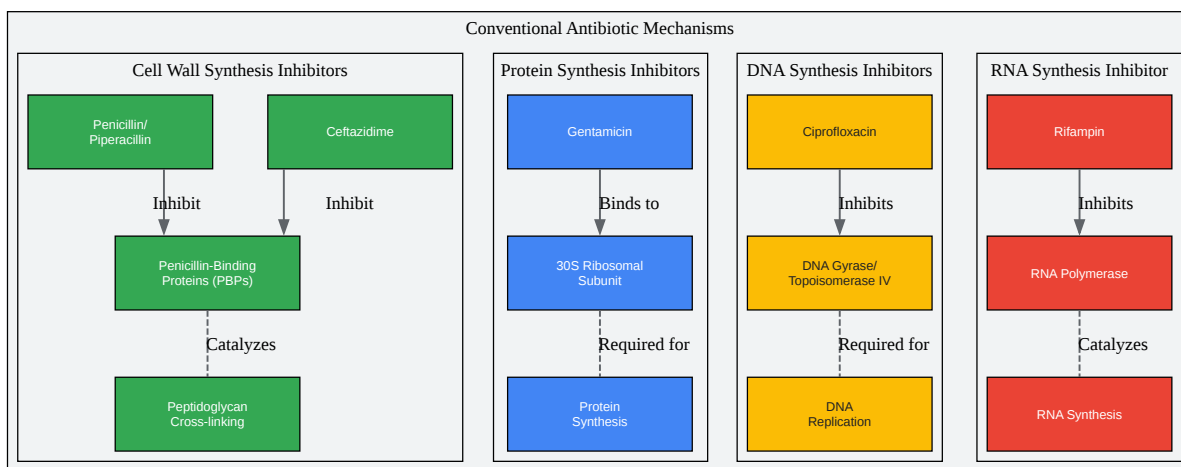 Conventional Antibiotic Mechanisms
Cell Wall Synthesis Inhibitors
Penicillin/
Piperacillin
Ceftazidime
Inhibit
Inhibit
Penicillin-Binding
Proteins (PBPs)
Catalyzes
Peptidoglycan
Cross-linking
Protein Synthesis Inhibitors
Gentamicin
Binds to
30S Ribosomal
Subunit
Required for
Protein
Synthesis
DNA Synthesis Inhibitors
Ciprofloxacin
Inhibits
DNA Gyrase/
Topoisomerase IV
Required for
DNA
Replication
RNA Synthesis Inhibitor
Rifampin
Inhibits
RNA Polymerase
Catalyzes
RNA Synthesis